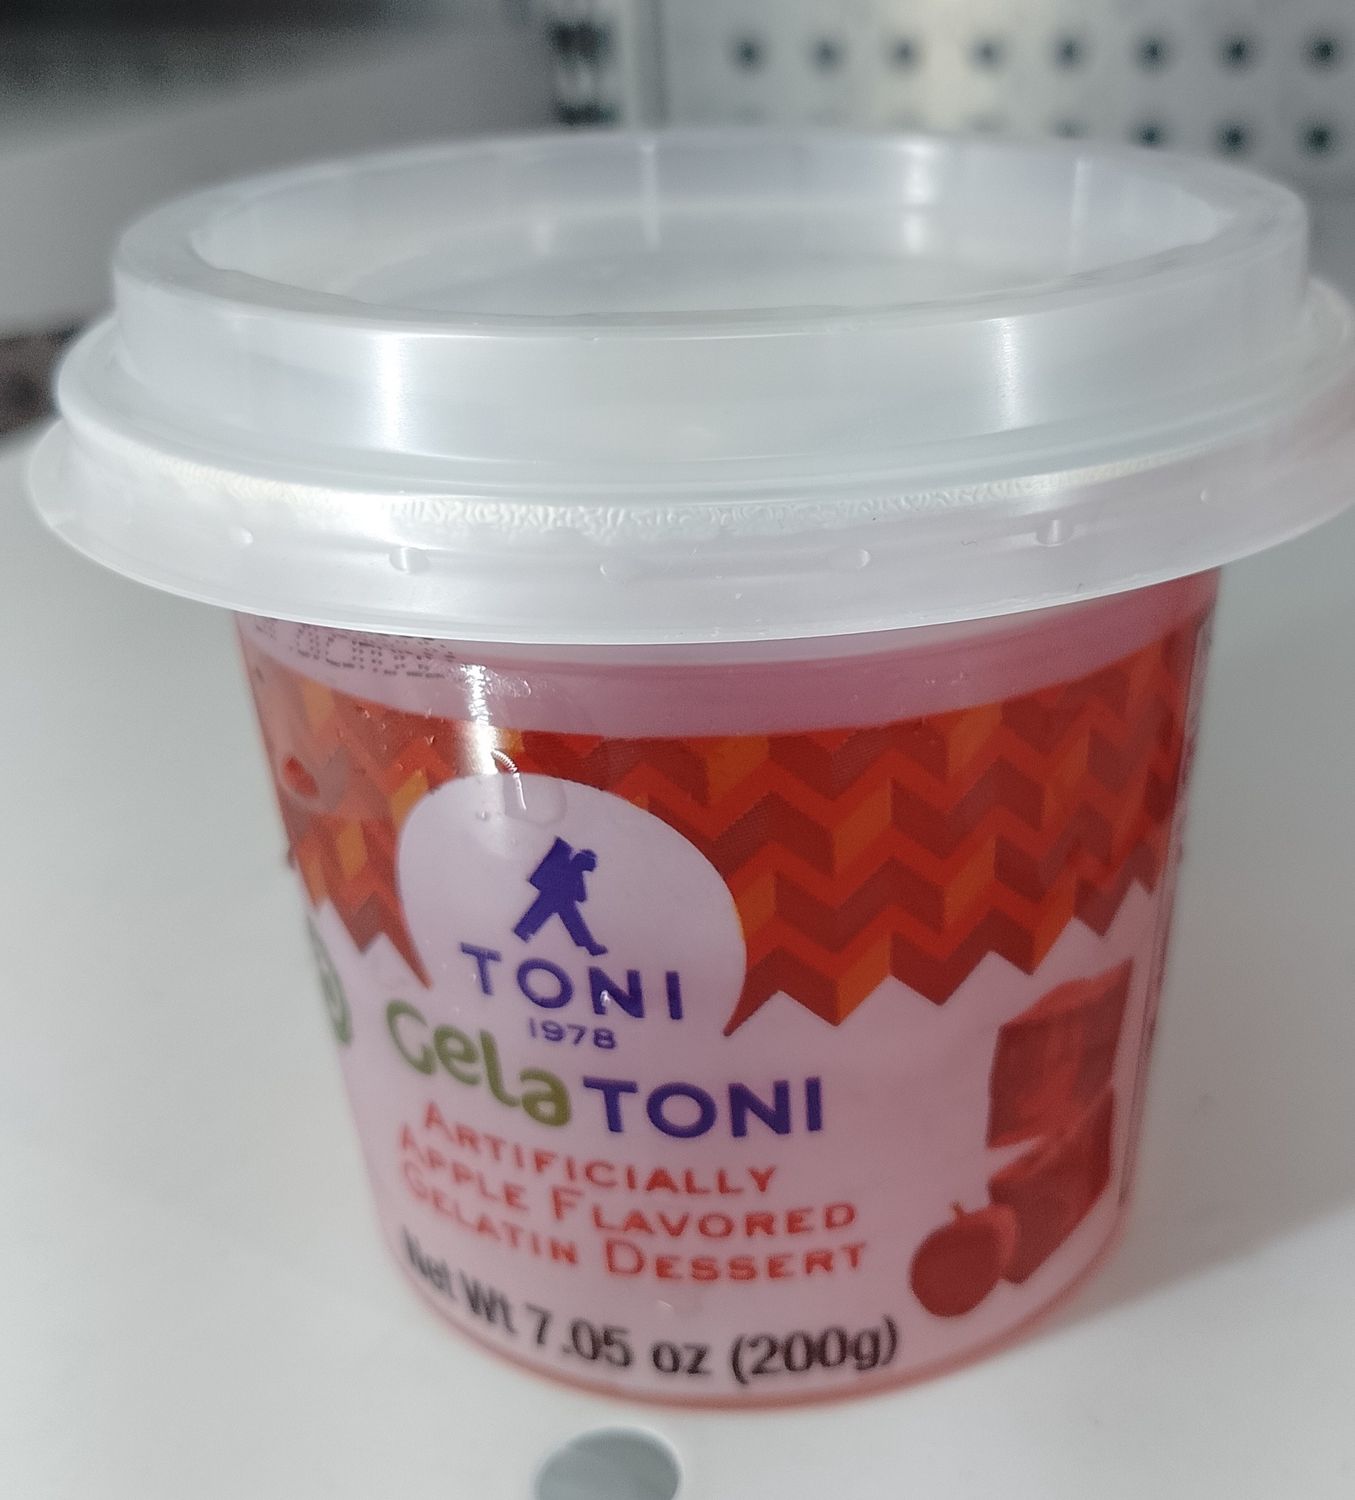 TONI
1978
GelaTONI
ARTIFICIALLY
APPLE FLAVORED
GELATIN DESSERT
Net Wt 7.05 oz (200g)